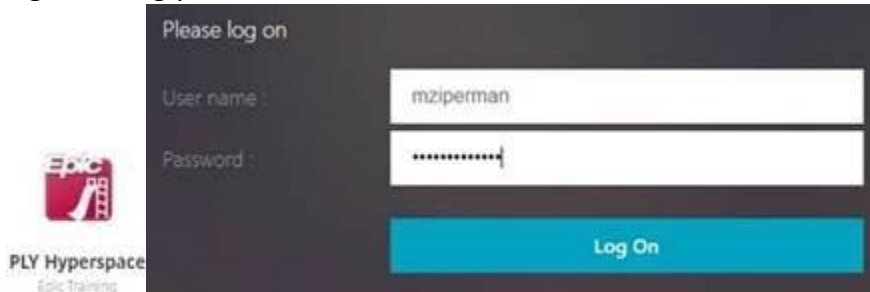 Please log on
User name :
mziperman
Password :
•••••••••••••
Log On
Epic
PLY Hyperspace
Epic Training